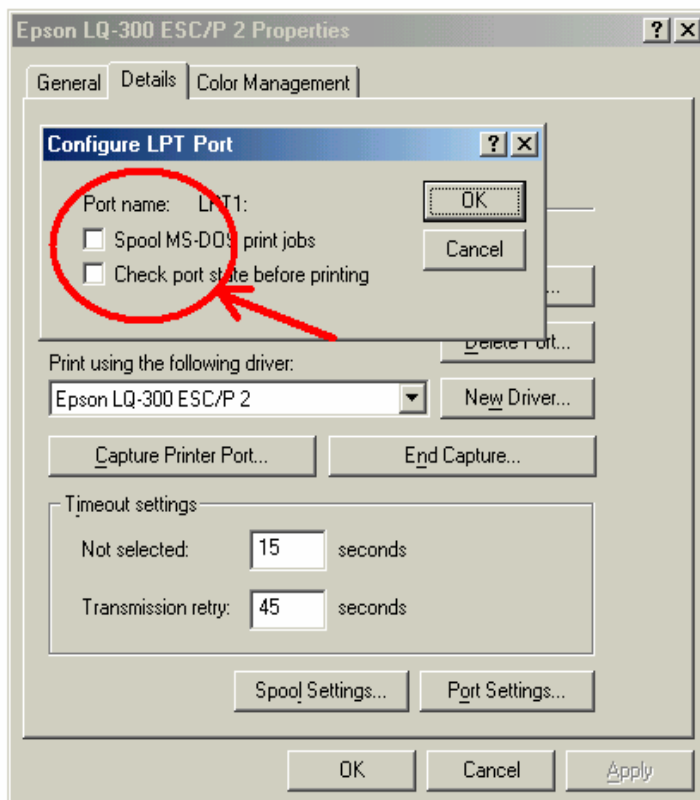 Epson LQ-300 ESC/P 2 Properties
General Details Color Management
Configure LPT Port
Port name: LPT1:
OK
Spool MS-DOS print jobs
Cancel
Check port state before printing
...
Delete Port...
Print using the following driver:
Epson LQ-300 ESC/P 2
New Driver...
Capture Printer Port...
End Capture...
Timeout settings
Not selected: 15 seconds
Transmission retry: 45 seconds
Spool Settings... Port Settings...
OK Cancel Apply